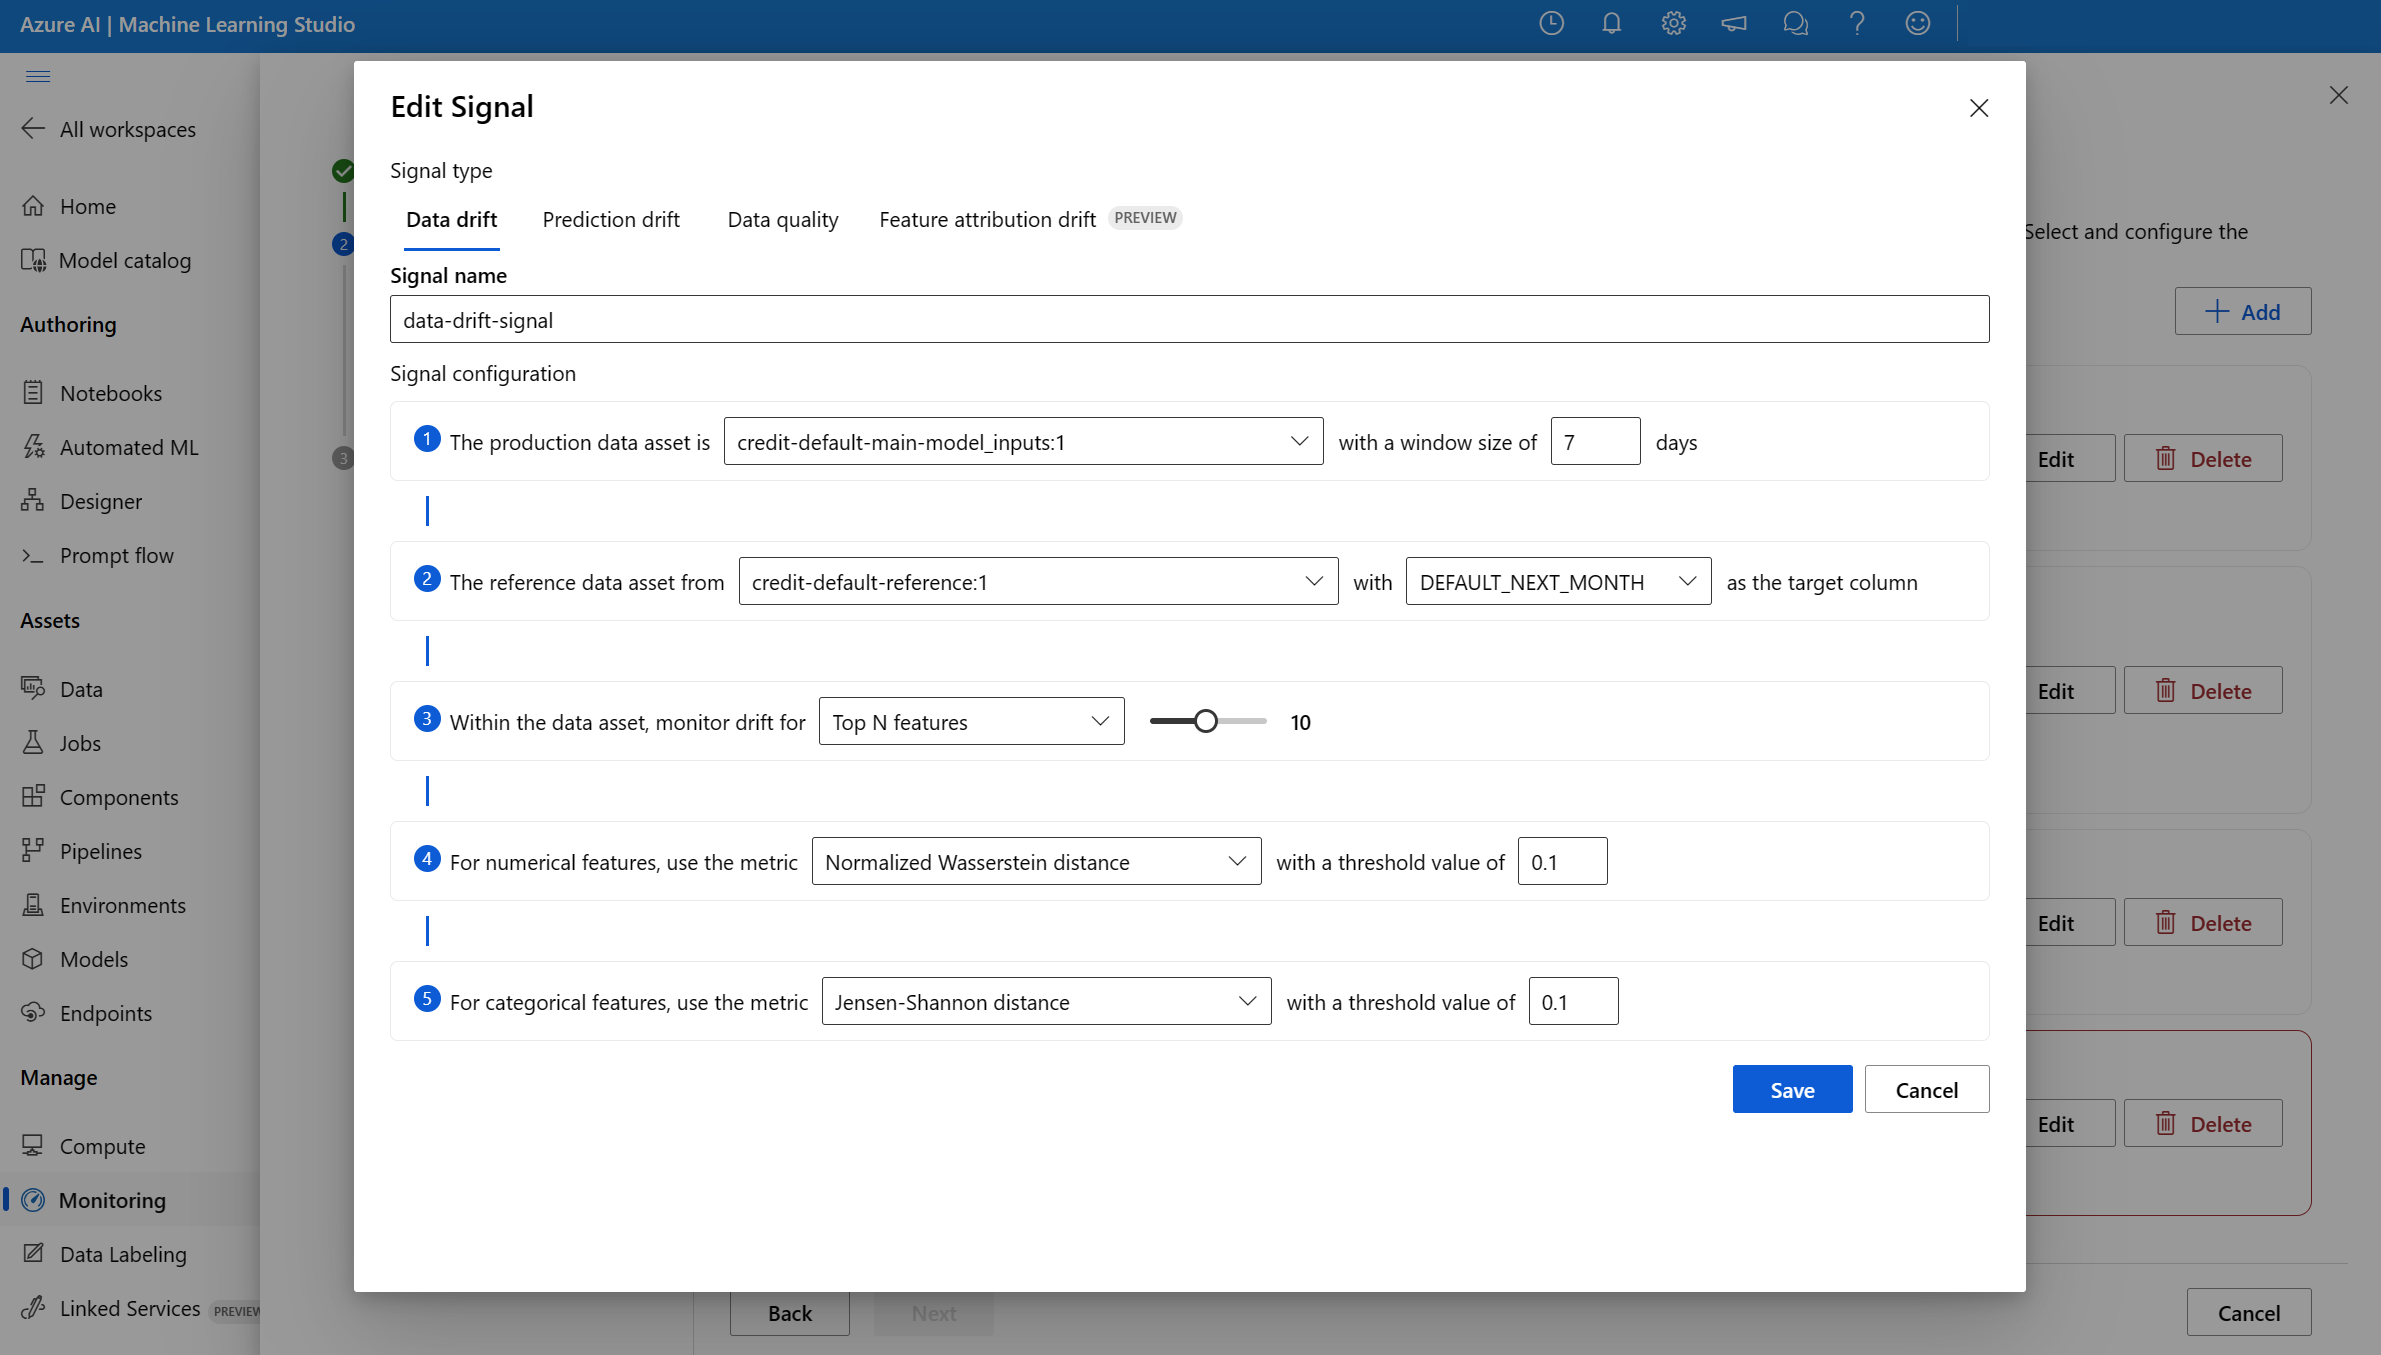 Azure AI | Machine Learning Studio
All workspaces
Home
Model catalog
Authoring
Notebooks
Automated ML
Designer
Prompt flow
Assets
Data
Jobs
Components
Pipelines
Environments
Models
Endpoints
Manage
Compute
Monitoring
Data Labeling
Linked Services PREVIEW
2
3
Edit Signal
Signal type
Data drift Prediction drift Data quality Feature attribution drift PREVIEW
Signal name
data-drift-signal
Signal configuration
1 The production data asset is credit-default-main-model_inputs:1 with a window size of 7 days
2 The reference data asset from credit-default-reference:1 with DEFAULT_NEXT_MONTH as the target column
3 Within the data asset, monitor drift for Top N features 10
4 For numerical features, use the metric Normalized Wasserstein distance with a threshold value of 0.1
5 For categorical features, use the metric Jensen-Shannon distance with a threshold value of 0.1
Save Cancel
Select and configure the
Add
Edit Delete
Edit Delete
Edit Delete
Edit Delete
Back Next Cancel